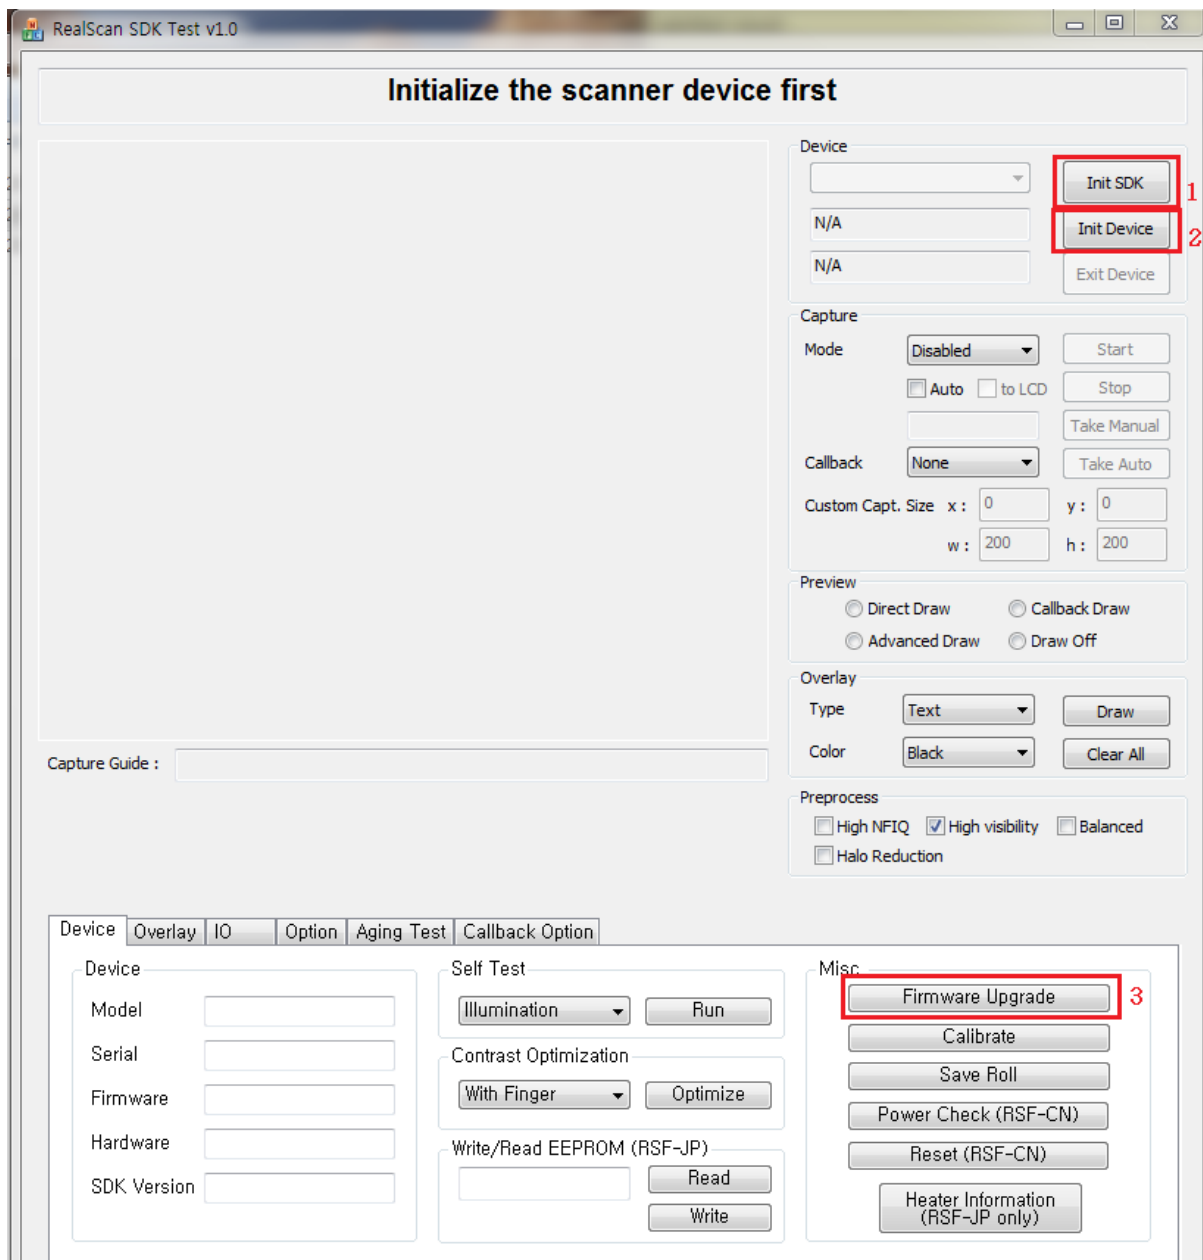 RealScan SDK Test v1.0
Initialize the scanner device first
Device
Init SDK
1
N/A
Init Device
2
N/A
Exit Device
Capture
Mode
Disabled
Start
Auto
to LCD
Stop
Take Manual
Callback
None
Take Auto
Custom Capt. Size x : 0 y : 0
w : 200 h : 200
Preview
Direct Draw
Callback Draw
Advanced Draw
Draw Off
Overlay
Type
Text
Draw
Color
Black
Clear All
Capture Guide :
Preprocess
High NFIQ
High visibility
Balanced
Halo Reduction
Device
Overlay
IO
Option
Aging Test
Callback Option
Device
Model
Serial
Firmware
Hardware
SDK Version
Self Test
Illumination
Run
Contrast Optimization
With Finger
Optimize
Write/Read EEPROM (RSF-JP)
Read
Write
Misc
Firmware Upgrade
3
Calibrate
Save Roll
Power Check (RSF-CN)
Reset (RSF-CN)
Heater Information
(RSF-JP only)